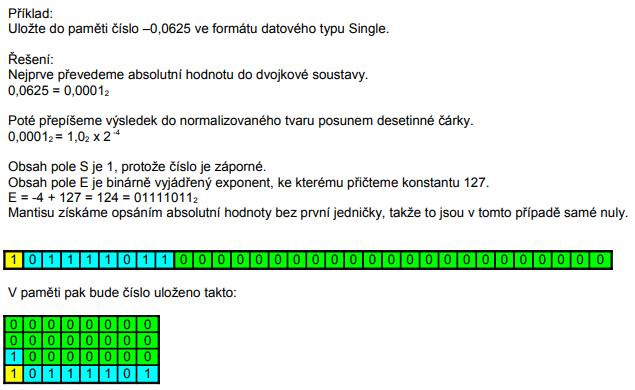 Příklad:
Uložte do paměti číslo –0,0625 ve formátu datového typu Single.
Řešení:
Nejprve převedeme absolutní hodnotu do dvojkové soustavy.
0,0625 = 0,0001₂
Poté přepíšeme výsledek do normalizovaného tvaru posunem desetinné čárky.
0,0001₂ = 1,0₂ x 2⁻⁴
Obsah pole S je 1, protože číslo je záporné.
Obsah pole E je binárně vyjádřený exponent, ke kterému přičteme konstantu 127.
E = -4 + 127 = 124 = 01111011₂
Mantisu získáme opsáním absolutní hodnoty bez první jedničky, takže to jsou v tomto případě samé nuly.
1 0 1 1 1 1 0 1 1 0 0 0 0 0 0 0 0 0 0 0 0 0 0 0 0 0 0 0 0 0 0 0
V paměti pak bude číslo uloženo takto:
0 0 0 0 0 0 0 0
0 0 0 0 0 0 0 0
1 0 0 0 0 0 0 0
1 0 1 1 1 1 0 1